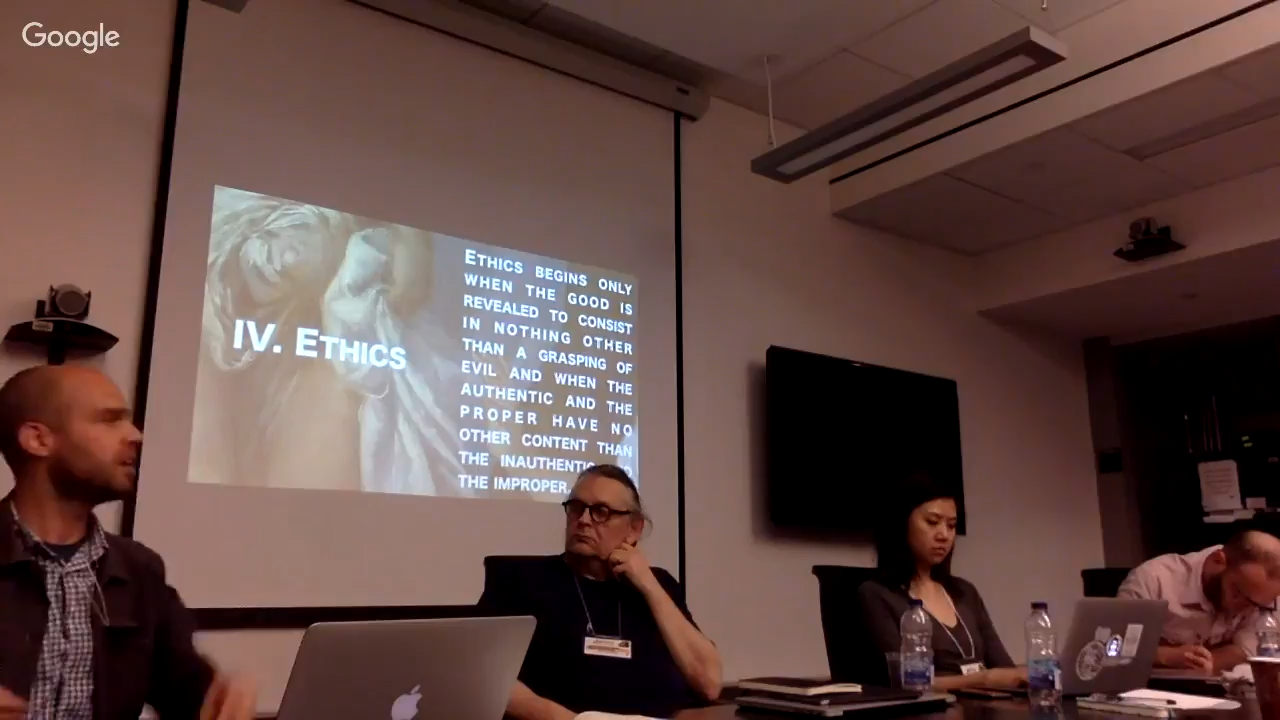 Google
IV. ETHICS
ETHICS BEGINS ONLY
WHEN THE GOOD IS
REVEALED TO CONSIST
IN NOTHING OTHER
THAN A GRASPING OF
EVIL AND WHEN THE
AUTHENTIC AND THE
PROPER HAVE NO
OTHER CONTENT THAN
THE INAUTHENTIC
THE IMPROPER.